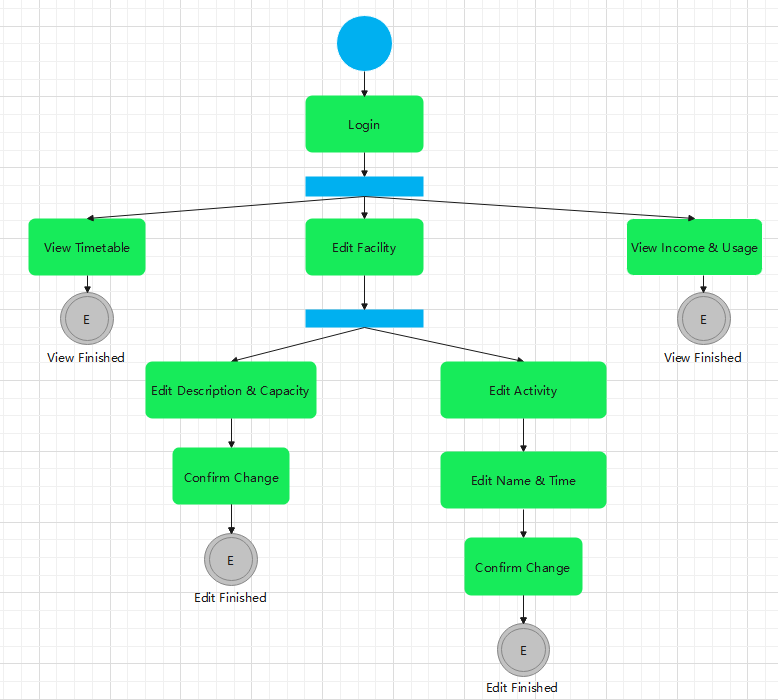 Login
View Timetable
Edit Facility
View Income & Usage
E
E
View Finished
View Finished
Edit Description & Capacity
Edit Activity
Confirm Change
Edit Name & Time
E
Confirm Change
Edit Finished
E
Edit Finished